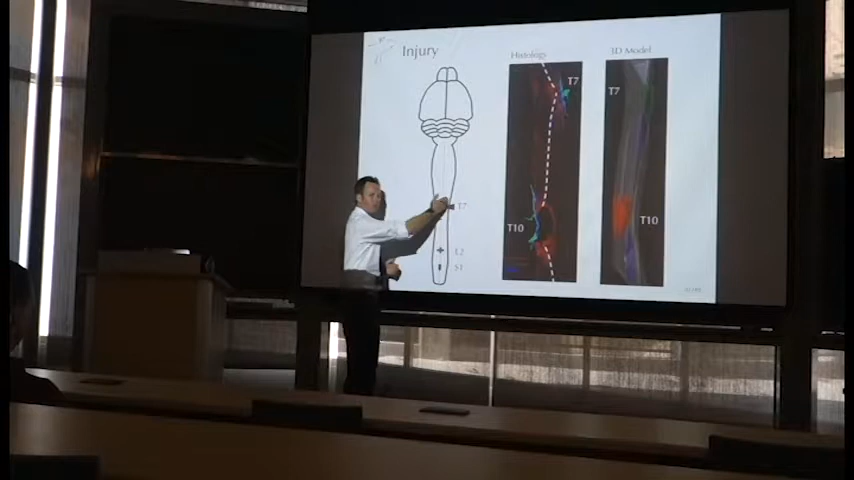 Injury
T7
L2
S1
Histology
T7
T10
3D Model
T7
T10